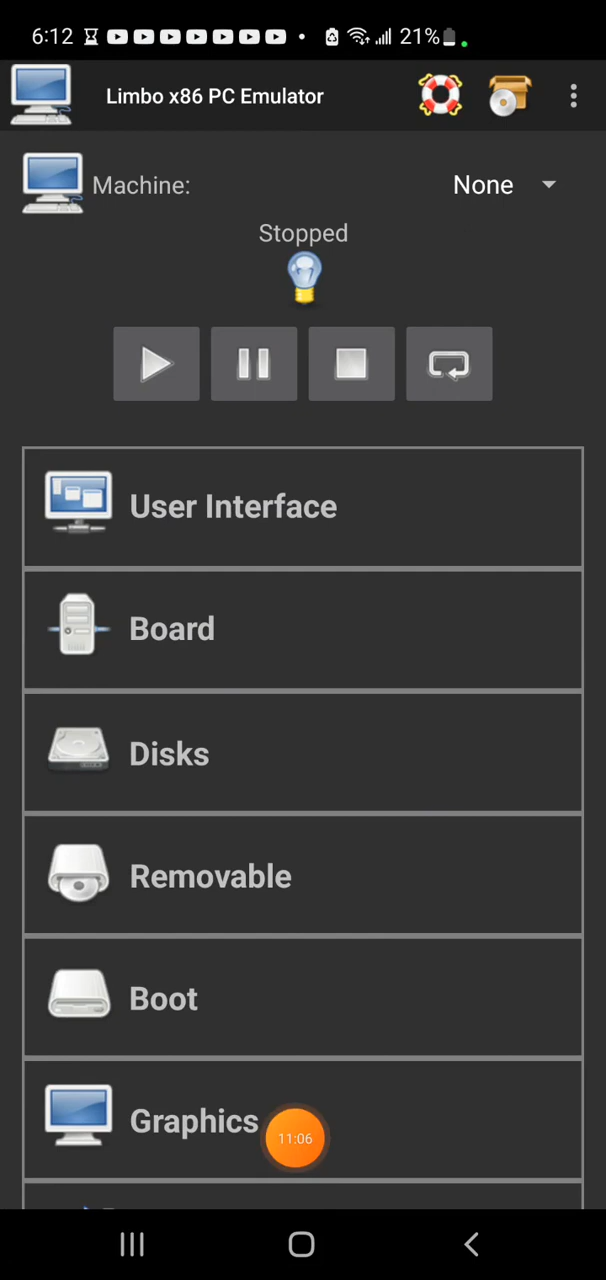 6:12 21%
Limbo x86 PC Emulator
Machine: None
Stopped
User Interface
Board
Disks
Removable
Boot
Graphics
11:06